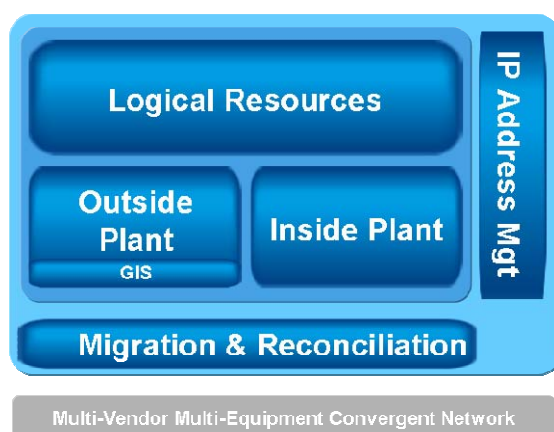 Logical Resources
Outside
Plant
GIS
Inside Plant
IP Address Mgt
Migration & Reconciliation
Multi-Vendor Multi-Equipment Convergent Network